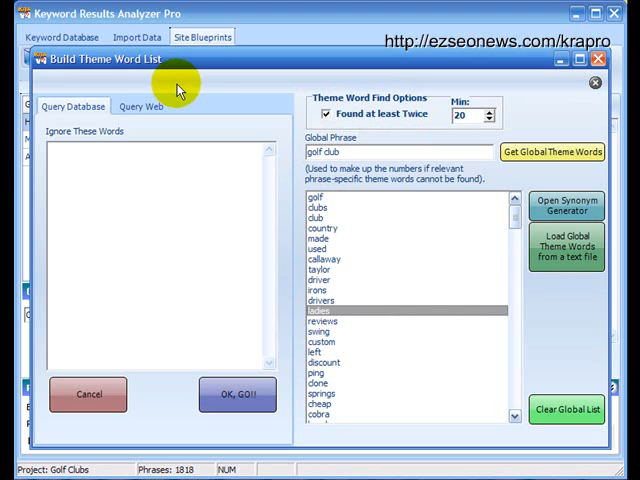 Keyword Results Analyzer Pro
Keyword Database
Import Data
Site Blueprints
http://ezseonews.com/krapro
Build Theme Word List
Query Database
Query Web
Ignore These Words
Cancel
OK, GO!!
Theme Word Find Options
Found at least Twice
Min:
20
Global Phrase
golf club
Get Global Theme Words
(Used to make up the numbers if relevant
phrase-specific theme words cannot be found).
golf
clubs
club
country
made
used
callaway
taylor
driver
irons
drivers
ladies
reviews
swing
custom
left
discount
ping
clone
springs
cheap
cobra
Open Synonym
Generator
Load Global
Theme Words
from a text file
Clear Global List
Project: Golf Clubs
Phrases: 1818
NUM